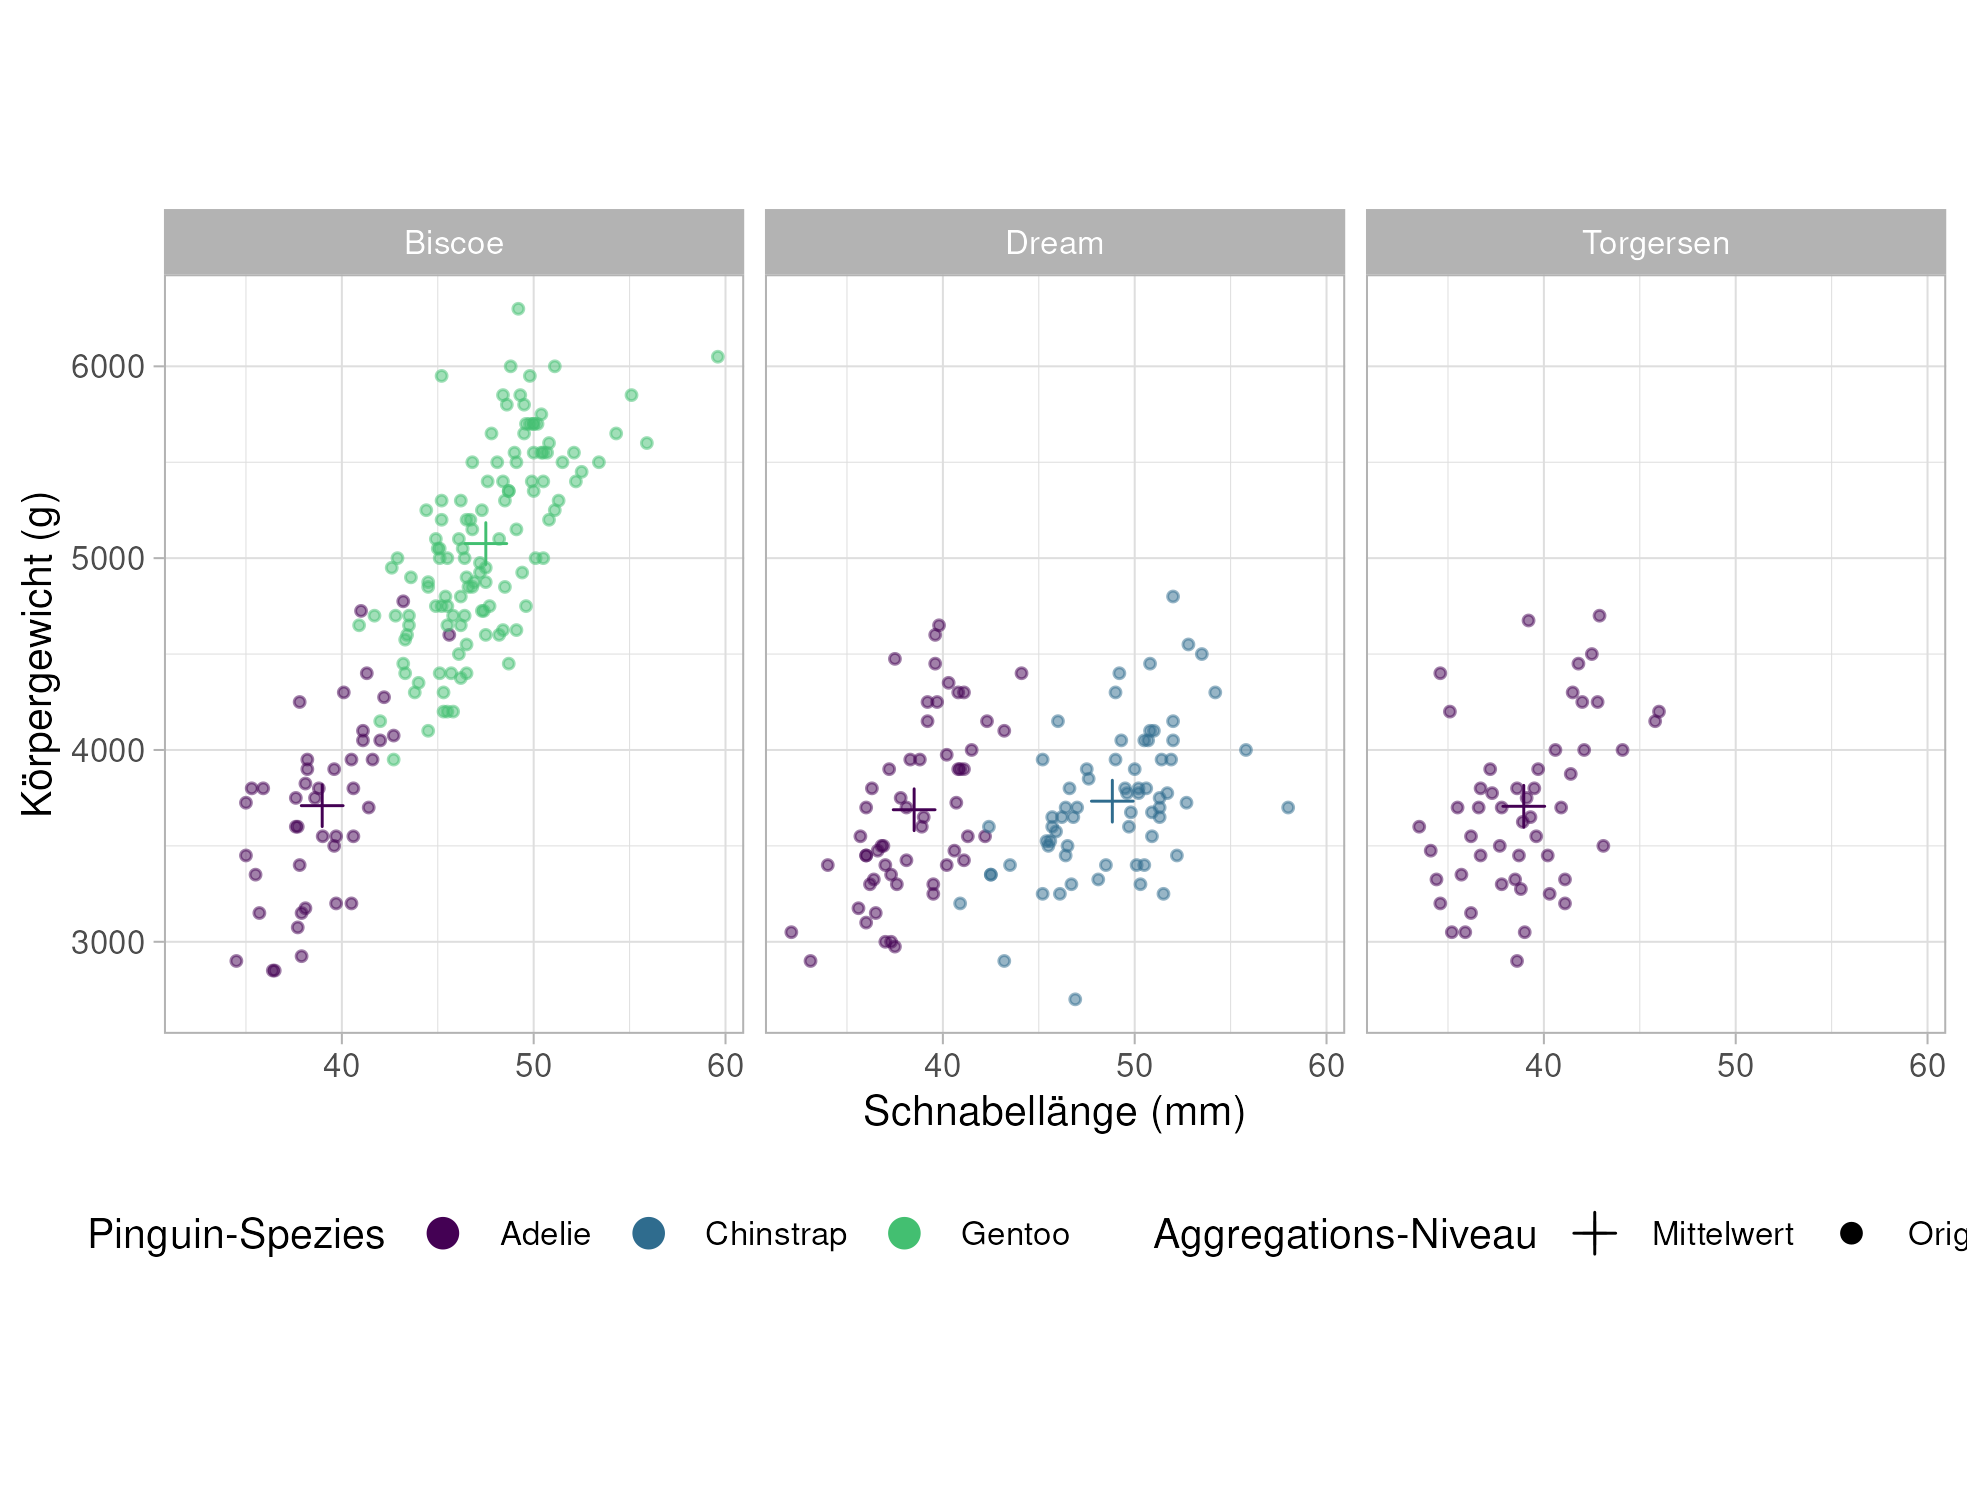 Biscoe Dream Torgersen
6000
5000
4000
3000
Körpergewicht (g)
40 50 60 40 50 60 40 50 60
Schnabellänge (mm)
Pinguin-Spezies Adelie Chinstrap Gentoo Aggregations-Niveau Mittelwert Orig